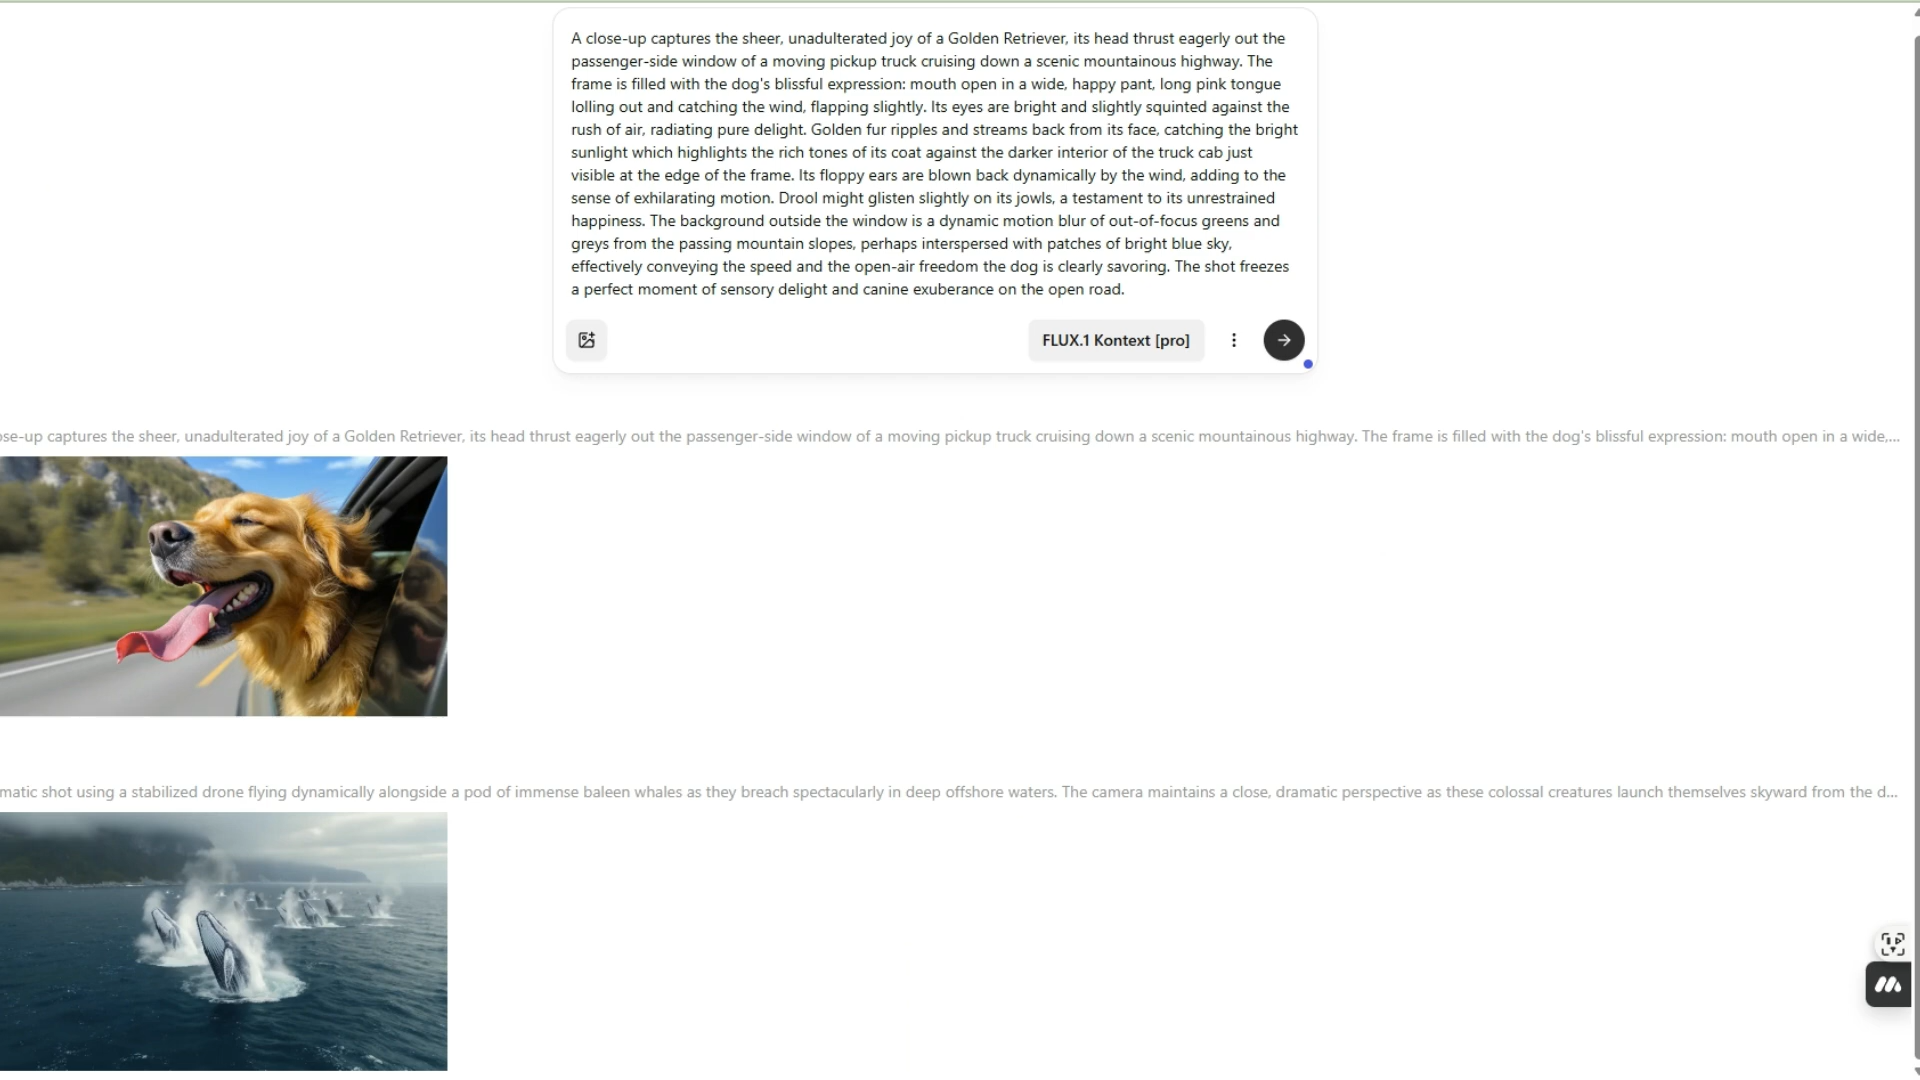 A close-up captures the sheer, unadulterated joy of a Golden Retriever, its head thrust eagerly out the
passenger-side window of a moving pickup truck cruising down a scenic mountainous highway. The
frame is filled with the dog's blissful expression: mouth open in a wide, happy pant, long pink tongue
lolling out and catching the wind, flapping slightly. Its eyes are bright and slightly squinted against the
rush of air, radiating pure delight. Golden fur ripples and streams back from its face, catching the bright
sunlight which highlights the rich tones of its coat against the darker interior of the truck cab just
visible at the edge of the frame. Its floppy ears are blown back dynamically by the wind, adding to the
sense of exhilarating motion. Drool might glisten slightly on its jowls, a testament to its unrestrained
happiness. The background outside the window is a dynamic motion blur of out-of-focus greens and
greys from the passing mountain slopes, perhaps interspersed with patches of bright blue sky,
effectively conveying the speed and the open-air freedom the dog is clearly savoring. The shot freezes
a perfect moment of sensory delight and canine exuberance on the open road.
FLUX.1 Kontext [pro]
ose-up captures the sheer, unadulterated joy of a Golden Retriever, its head thrust eagerly out the passenger-side window of a moving pickup truck cruising down a scenic mountainous highway. The frame is filled with the dog's blissful expression: mouth open in a wide,...
matic shot using a stabilized drone flying dynamically alongside a pod of immense baleen whales as they breach spectacularly in deep offshore waters. The camera maintains a close, dramatic perspective as these colossal creatures launch themselves skyward from the d...